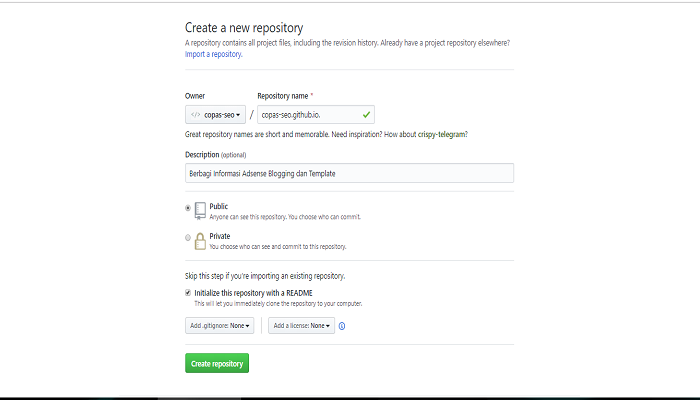 Create a new repository
A repository contains all project files, including the revision history. Already have a project repository elsewhere?
Import a repository.
Owner
Repository name *
copas-seo
/
copas-seo.github.io.
Great repository names are short and memorable. Need inspiration? How about crispy-telegram?
Description (optional)
Berbagi Informasi Adsense Blogging dan Template
Public
Anyone can see this repository. You choose who can commit.
Private
You choose who can see and commit to this repository.
Skip this step if you're importing an existing repository.
Initialize this repository with a README
This will let you immediately clone the repository to your computer.
Add .gitignore: None
Add a license: None
Create repository